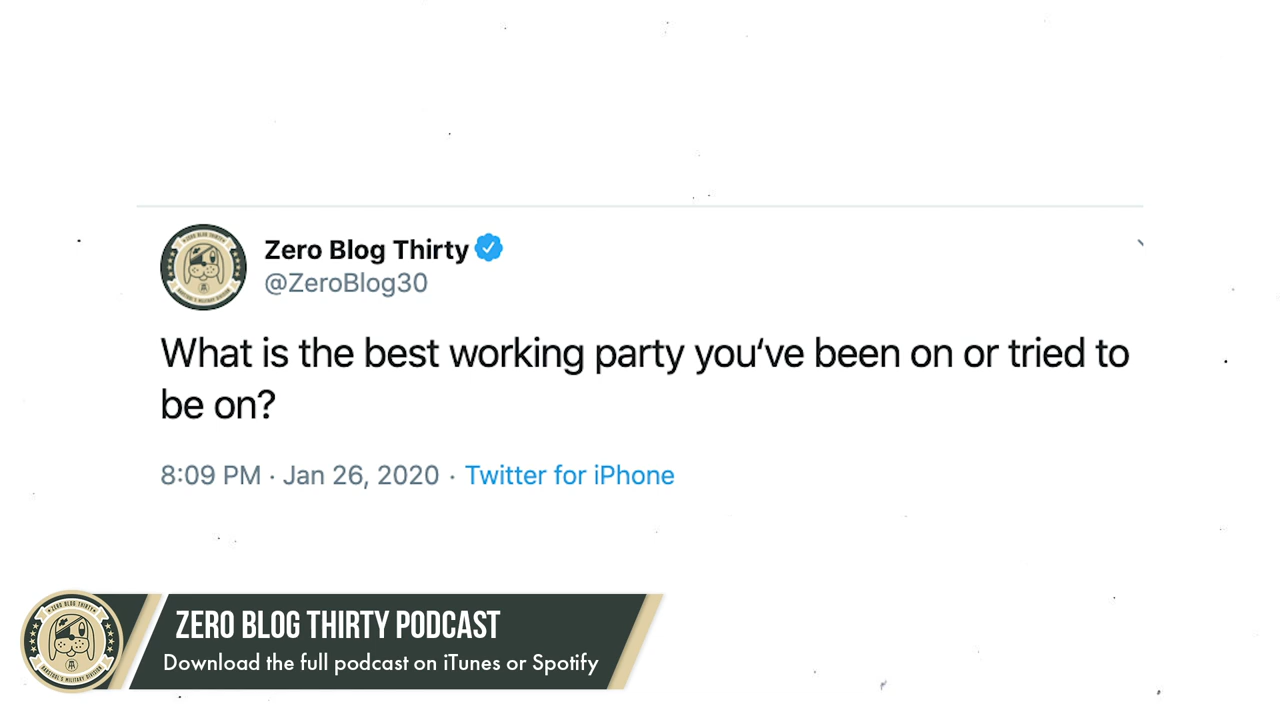 Zero Blog Thirty
@ZeroBlog30
What is the best working party you’ve been on or tried to
be on?
8:09 PM · Jan 26, 2020 · Twitter for iPhone
ZERO BLOG THIRTY PODCAST
Download the full podcast on iTunes or Spotify